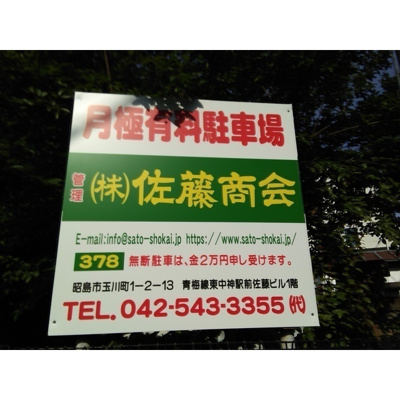 月極有料駐車場
管理 (株)佐藤商会
E-mail:info@sato-shokai.jp https://www.sato-shokai.jp/
378 無断駐車は、金2万円申し受けます。
昭島市玉川町1-2-13 青梅線東中神駅前佐藤ビル1階
TEL. 042-543-3355 (代)